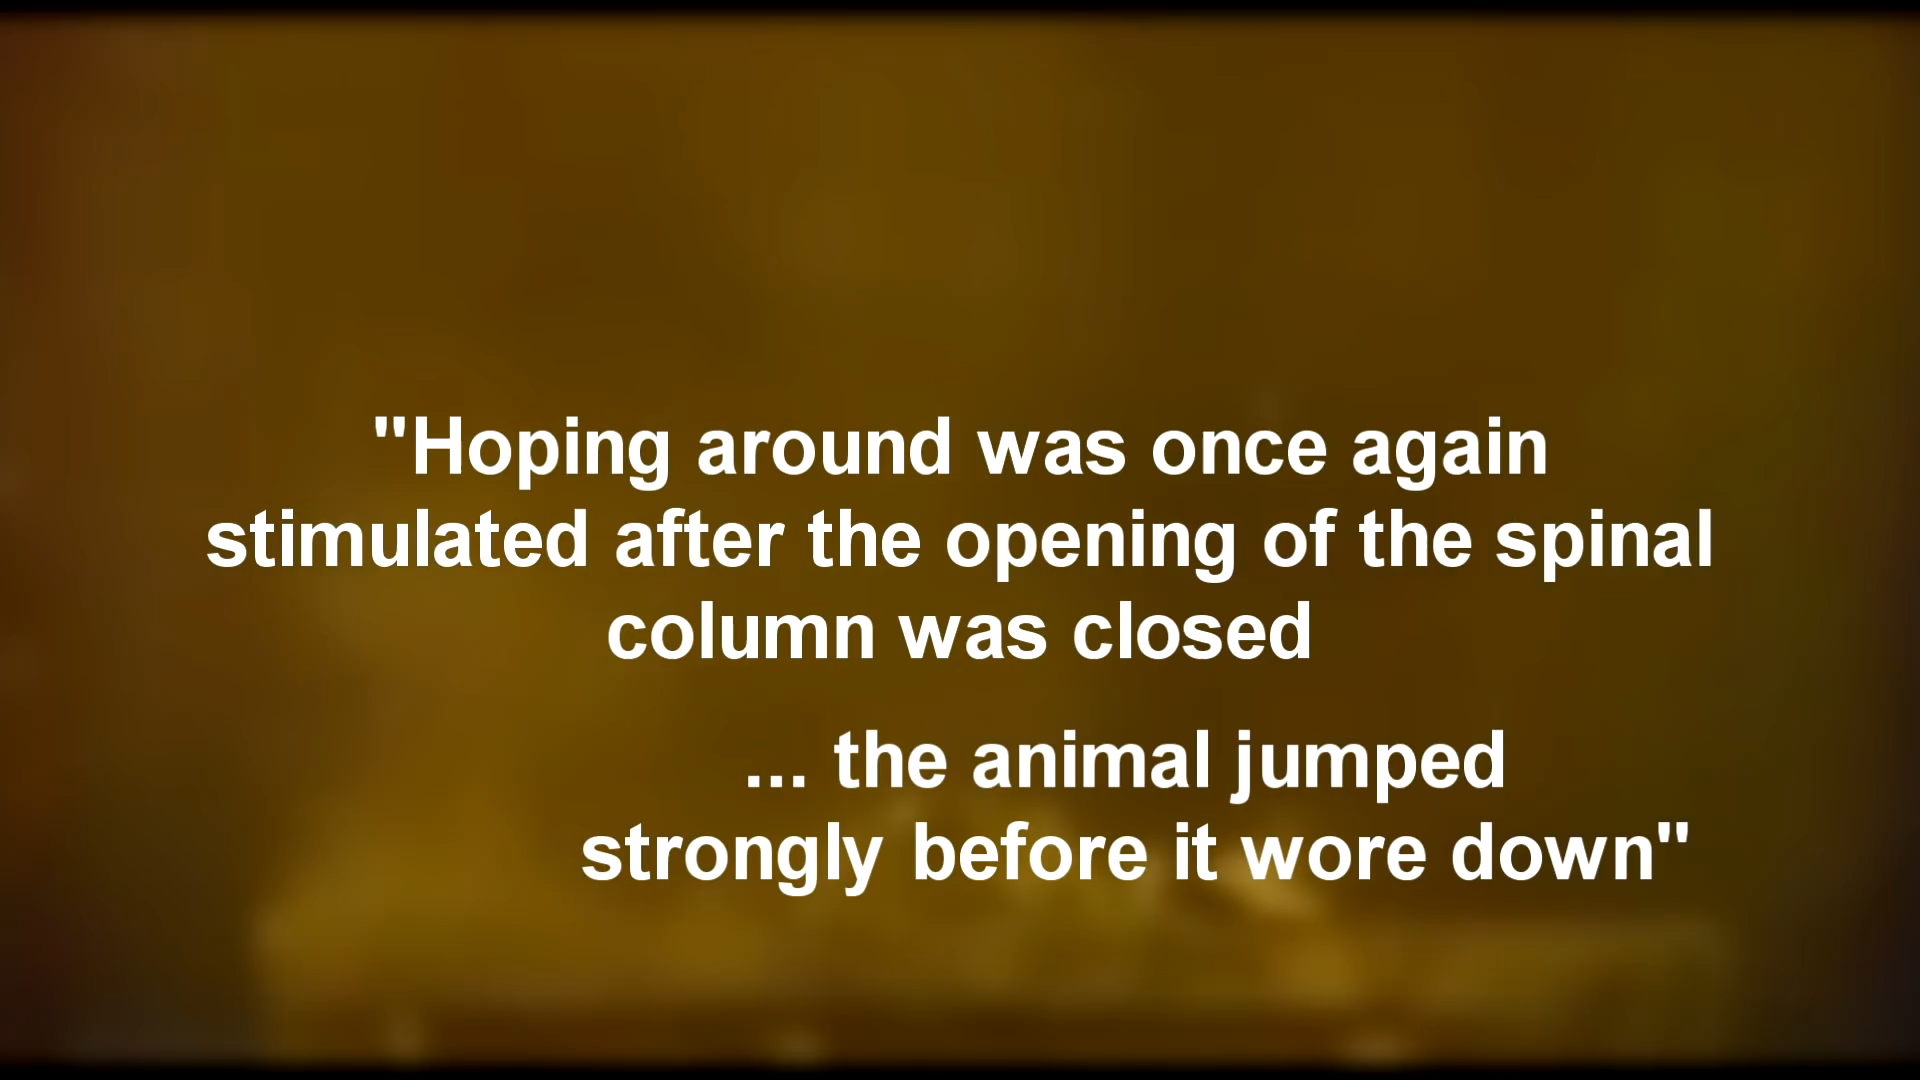 "Hoping around was once again
stimulated after the opening of the spinal
column was closed
... the animal jumped
strongly before it wore down"